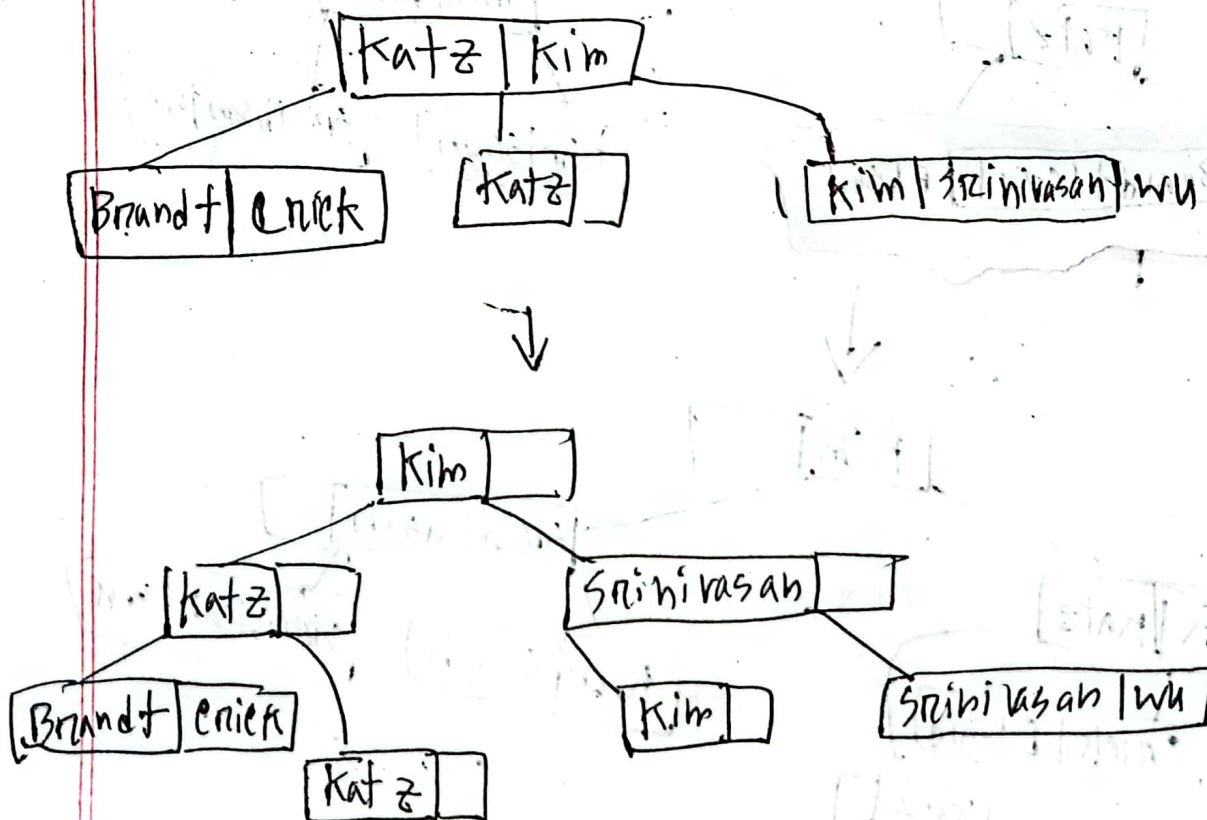 Katz Kim
Brandt Crick
Katz
Kim Srinivasan Wu
Kim
Katz
Srinivasan
Brandt Crick
Katz
Kim
Srinivasan Wu